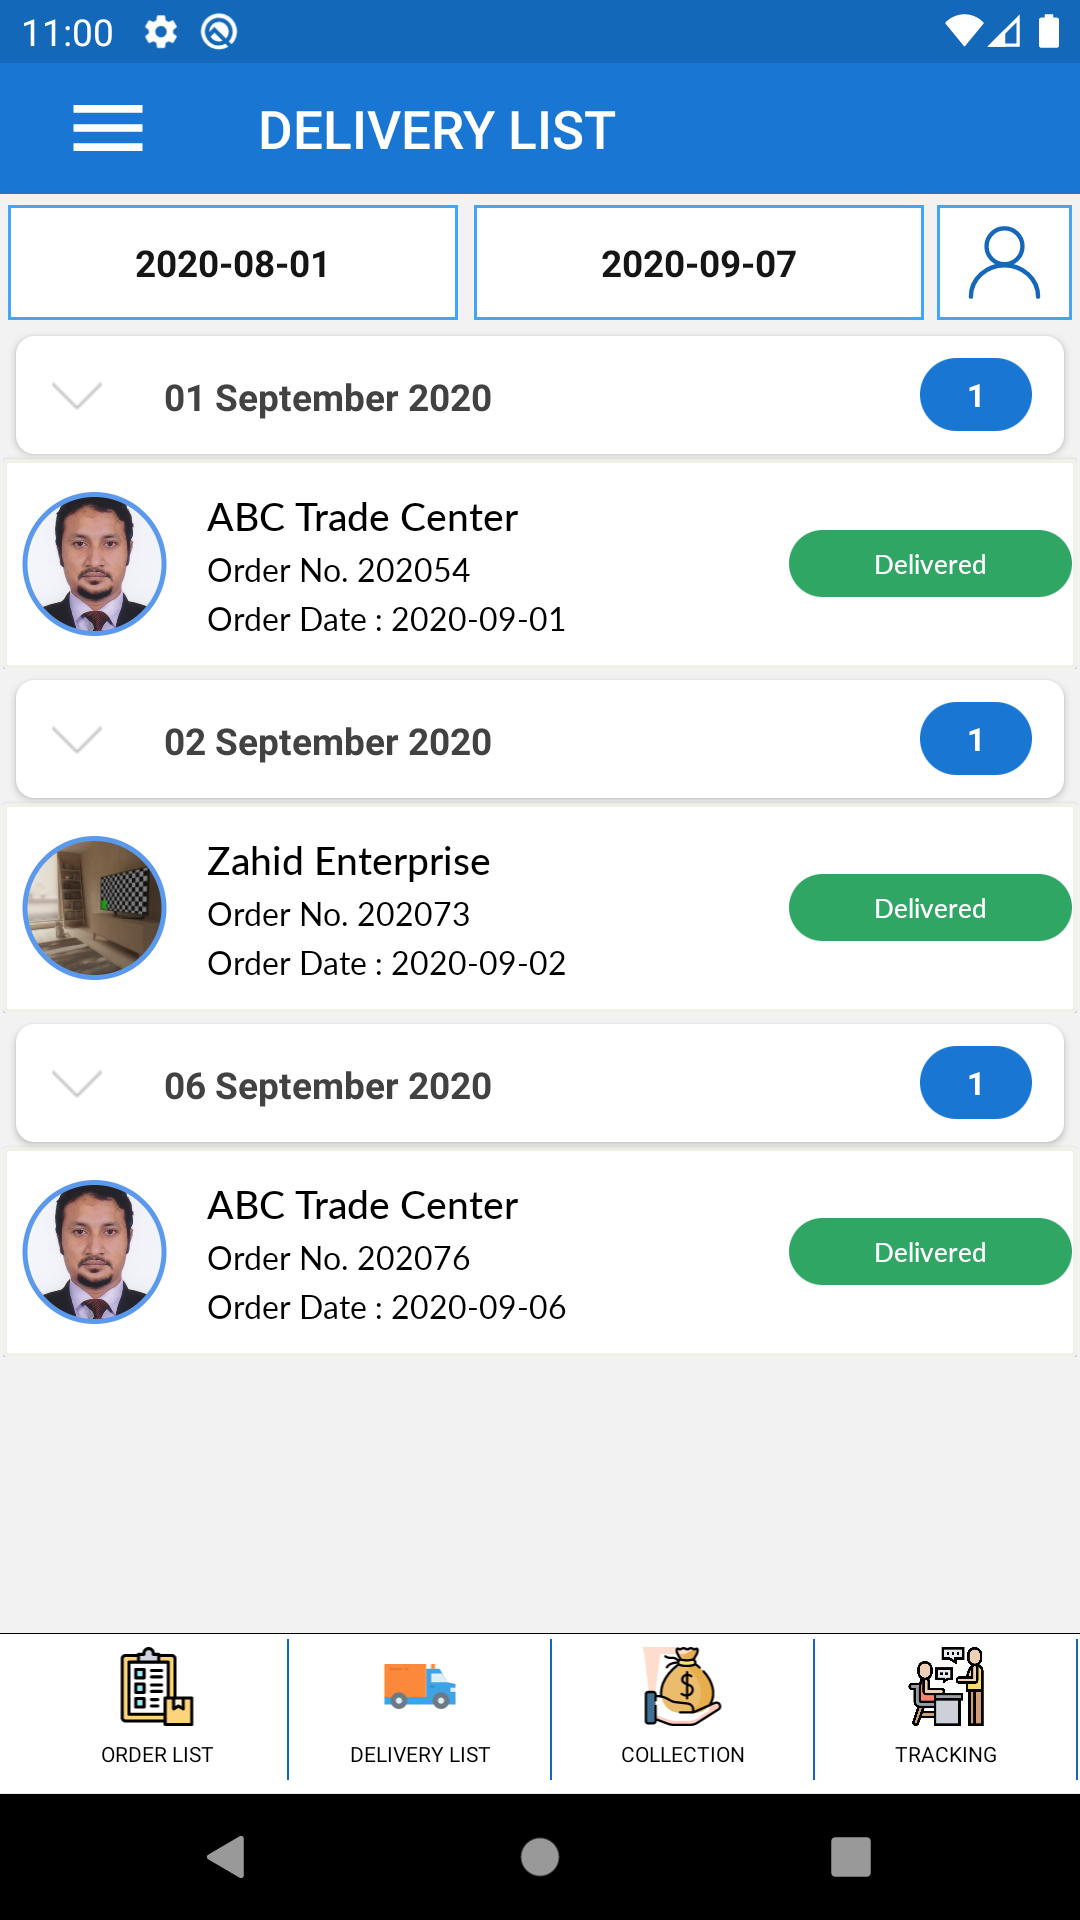 11:00
DELIVERY LIST
2020-08-01 2020-09-07
01 September 2020 1
ABC Trade Center
Order No. 202054
Delivered
Order Date : 2020-09-01
02 September 2020 1
Zahid Enterprise
Order No. 202073
Delivered
Order Date : 2020-09-02
06 September 2020 1
ABC Trade Center
Order No. 202076
Delivered
Order Date : 2020-09-06
ORDER LIST DELIVERY LIST COLLECTION TRACKING